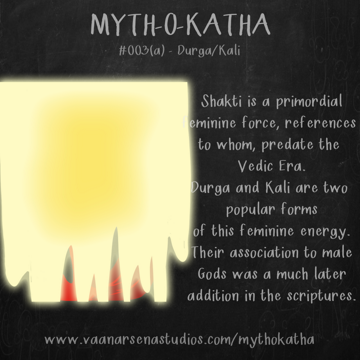 MYTH-O-KATHA
#003(a) - Durga/Kali
Shakti is a primordial
eminine force, references
to whom, predate the
Vedic Era.
Durga and Kali are two
popular forms
of this feminine energy.
Their association to male
Gods was a much later
addition in the scriptures.
www.vaanarsenastudios.com/mythokatha